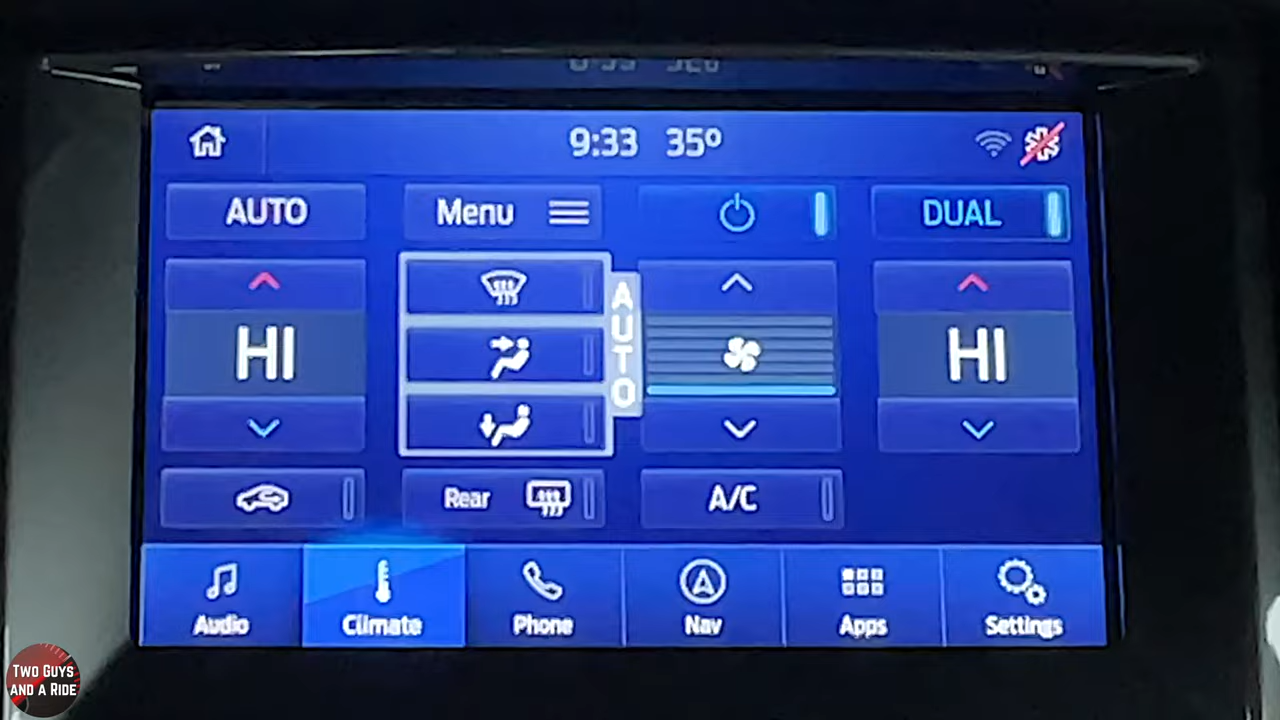 9:33 35º
AUTO
Menu
DUAL
HI
AUTO
HI
Rear
A/C
Audio
Climate
Phone
Nav
Apps
Settings
TWO GUYS
AND A RIDE